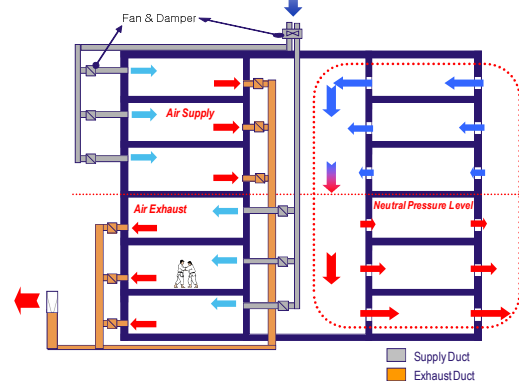 Fan & Damper
Air Supply
Air Exhaust
Neutral Pressure Level
Supply Duct
Exhaust Duct